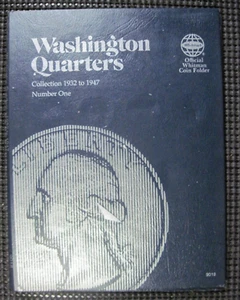 Washington
Quarters
Collection 1932 to 1947
Number One
Official
Whitman
Coin Folder
LIBERTY